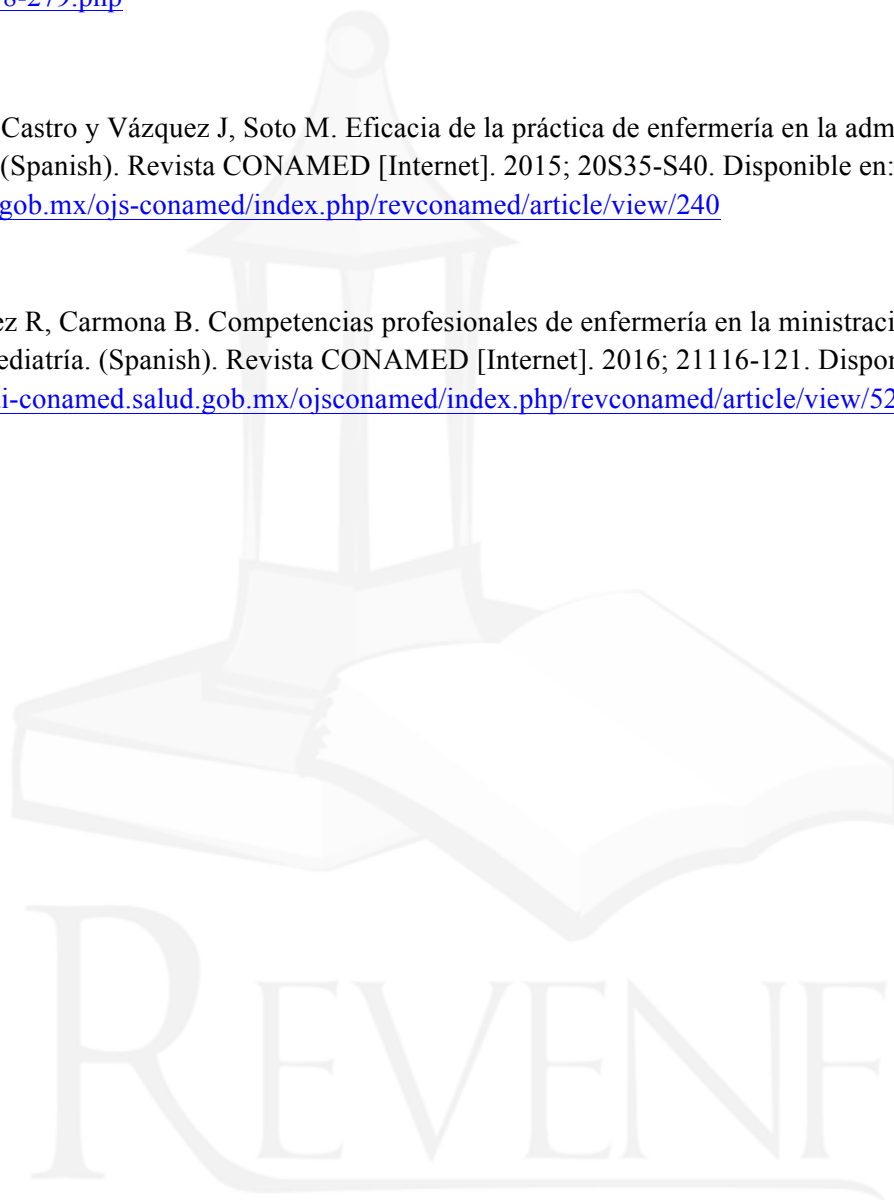 8-279.php
Castro y Vázquez J, Soto M. Eficacia de la práctica de enfermería en la adm
(Spanish). Revista CONAMED [Internet]. 2015; 20S35-S40. Disponible en:
gob.mx/ojs-conamed/index.php/revconamed/article/view/240
ez R, Carmona B. Competencias profesionales de enfermería en la ministraci
ediatría. (Spanish). Revista CONAMED [Internet]. 2016; 21116-121. Dispon
i-conamed.salud.gob.mx/ojsconamed/index.php/revconamed/article/view/52
REVENF